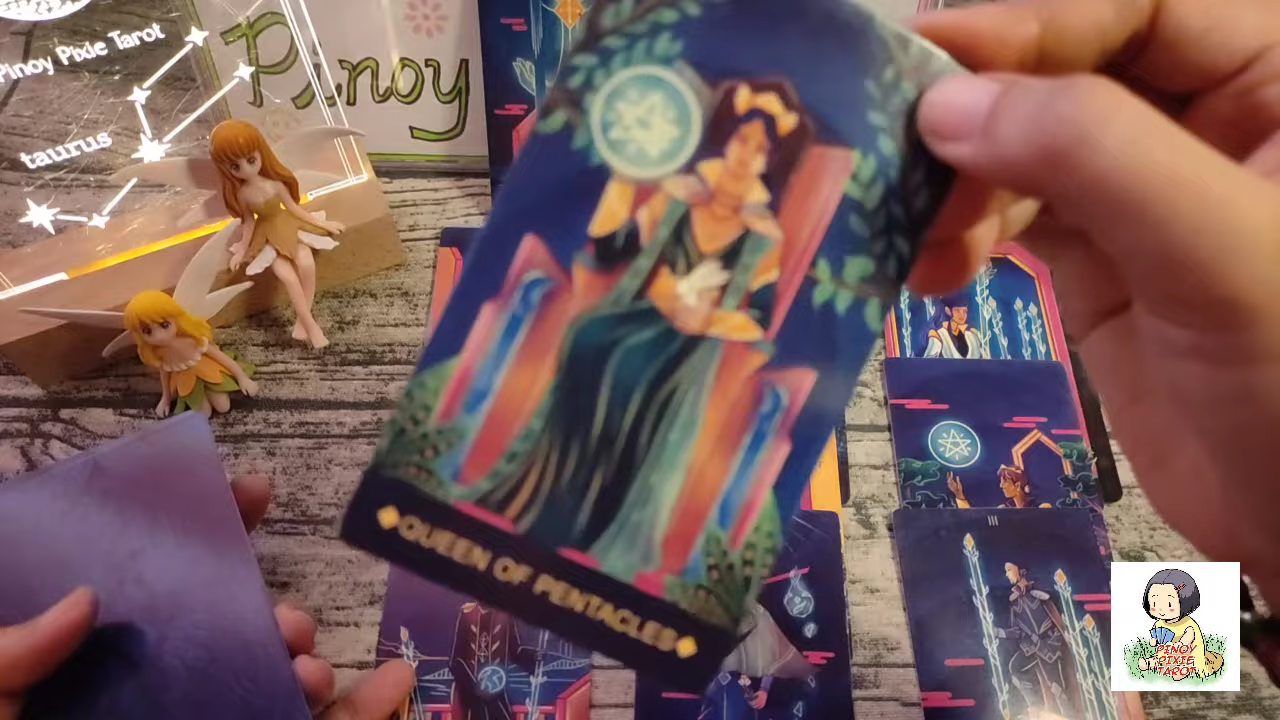 Pinoy Pixie Tarot
taurus
Pinoy
QUEEN OF PENTACLES
III
PINOY
PIXIE
TAROT